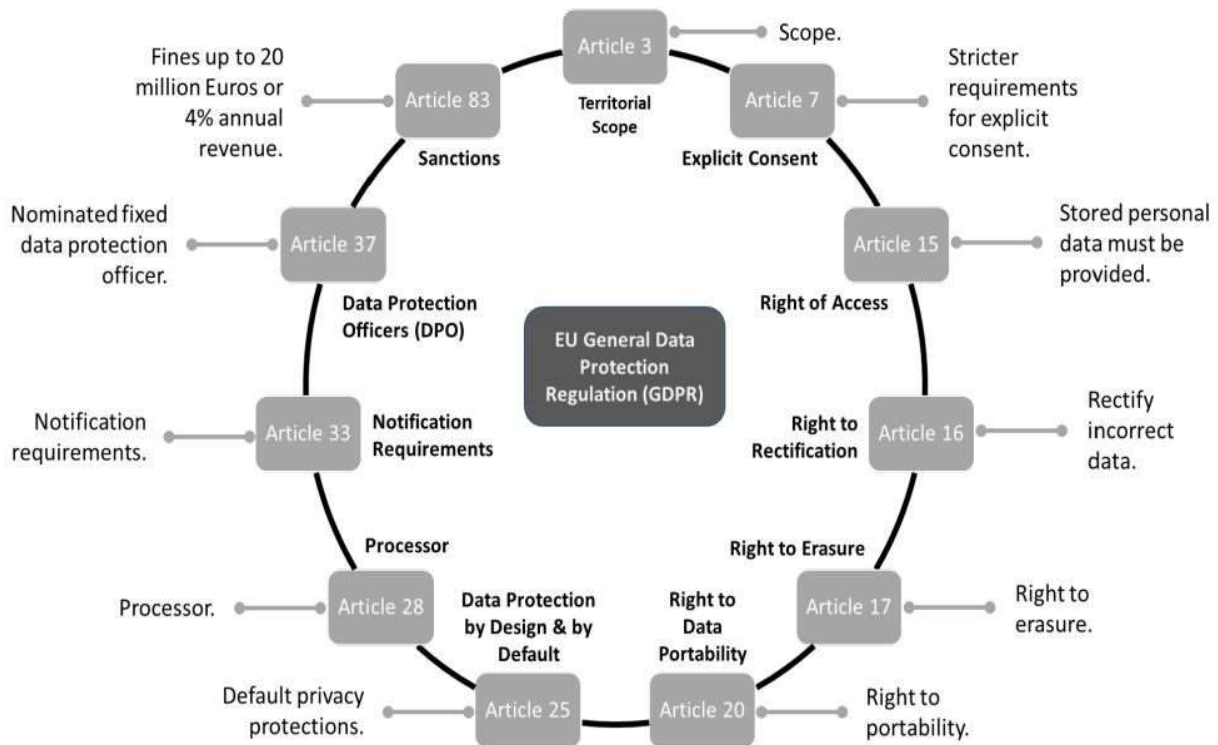 Article 3
Scope.
Territorial
Scope
Article 7
Stricter
requirements
for explicit
consent.
Explicit Consent
Article 15
Stored personal
data must be
provided.
Right of Access
Article 16
Rectify
incorrect
data.
Right to
Rectification
Article 17
Right to
erasure.
Right to Erasure
Article 20
Right to
portability.
Right to
Data
Portability
Article 25
Default privacy
protections.
Data Protection
by Design & by
Default
Article 28
Processor.
Processor
Article 33
Notification
requirements.
Notification
Requirements
Article 37
Nominated fixed
data protection
officer.
Data Protection
Officers (DPO)
Article 83
Fines up to 20
million Euros or
4% annual
revenue.
Sanctions
EU General Data
Protection
Regulation (GDPR)